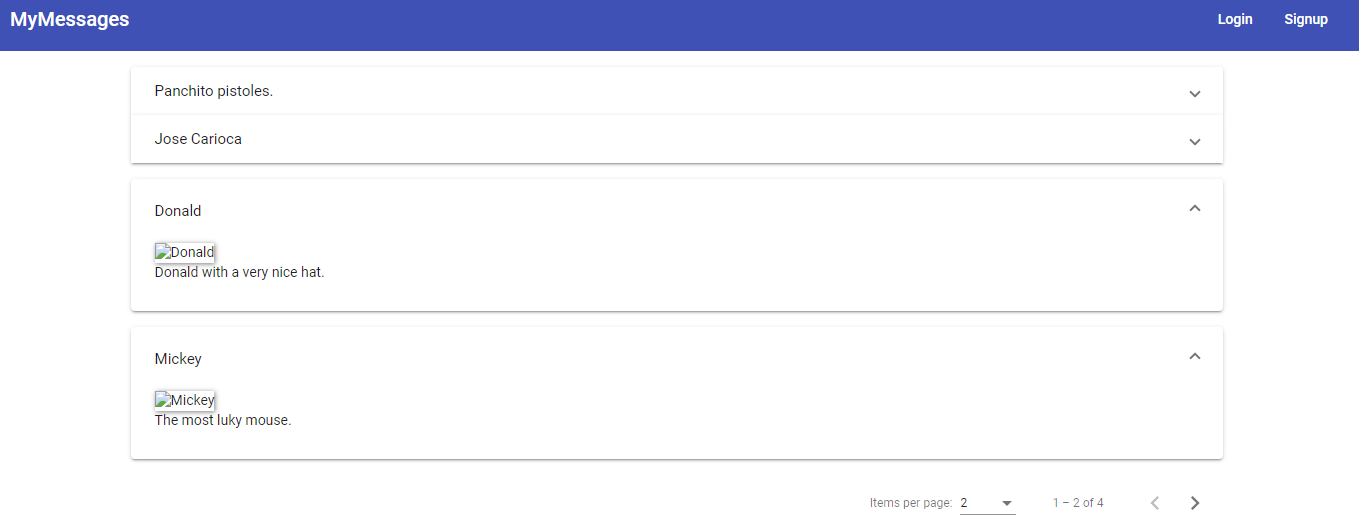 MyMessages Login Signup
Panchito pistoles.
Jose Carioca
Donald
Donald
Donald with a very nice hat.
Mickey
Mickey
The most luky mouse.
Items per page: 2 1 – 2 of 4